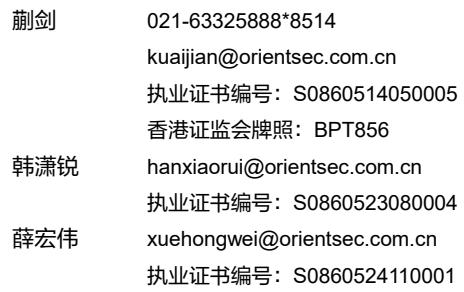 蒯剑 021-63325888*8514
kuaijian@orientsec.com.cn
执业证书编号：S0860514050005
香港证监会牌照：BPT856
韩潇锐 hanxiaorui@orientsec.com.cn
执业证书编号：S0860523080004
薛宏伟 xuehongwei@orientsec.com.cn
执业证书编号：S0860524110001